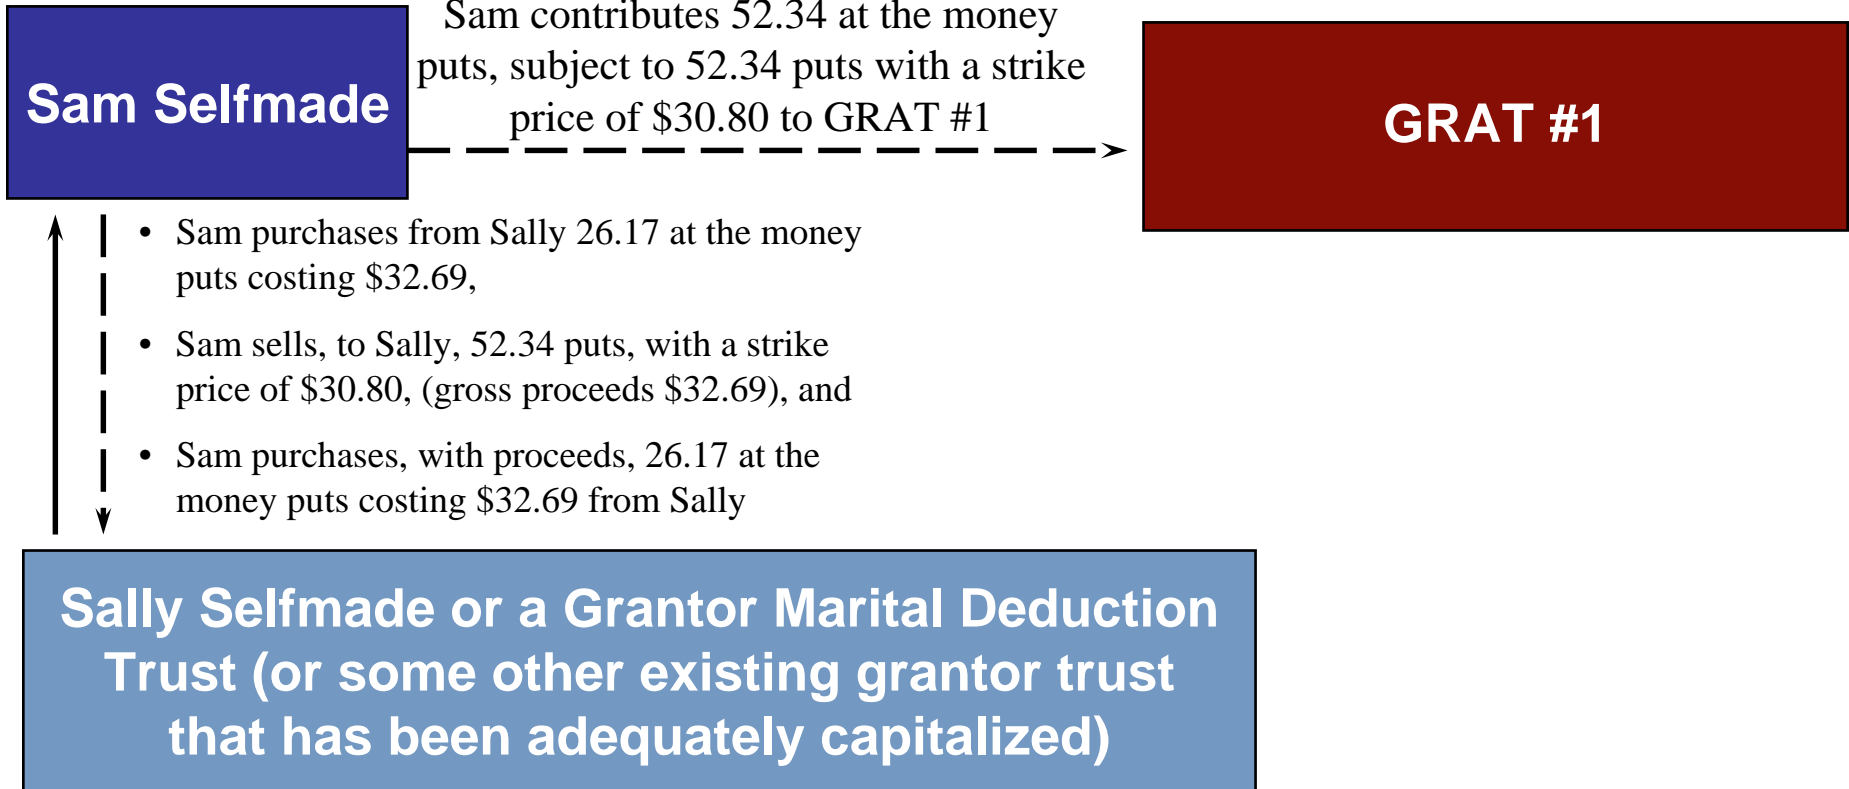 Sam Selfmade
Sam contributes 52.34 at the money
puts, subject to 52.34 puts with a strike
price of $30.80 to GRAT #1
GRAT #1
• Sam purchases from Sally 26.17 at the money
puts costing $32.69,
• Sam sells, to Sally, 52.34 puts, with a strike
price of $30.80, (gross proceeds $32.69), and
• Sam purchases, with proceeds, 26.17 at the
money puts costing $32.69 from Sally
Sally Selfmade or a Grantor Marital Deduction
Trust (or some other existing grantor trust
that has been adequately capitalized)